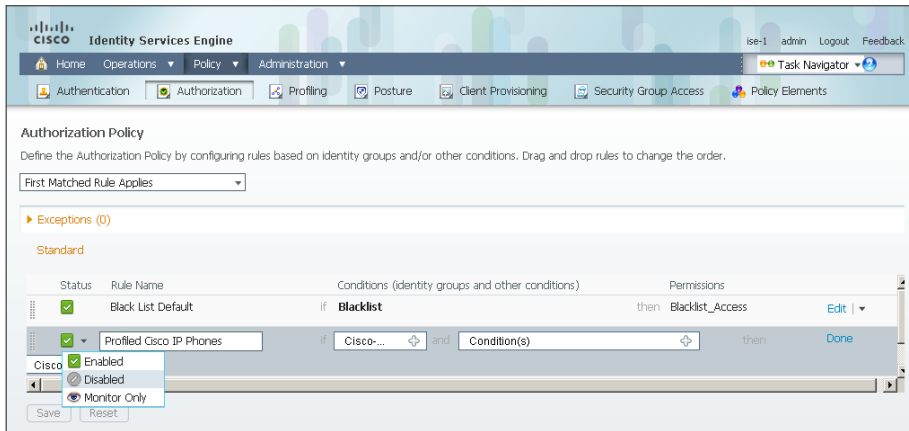 CISCO Identity Services Engine
ise-1 admin Logout Feedback
Home Operations Policy Administration
Task Navigator
Authentication Authorization Profiling Posture Client Provisioning Security Group Access Policy Elements
Authorization Policy
Define the Authorization Policy by configuring rules based on identity groups and/or other conditions. Drag and drop rules to change the order.
First Matched Rule Applies
Exceptions (0)
Standard
Status Rule Name Conditions (identity groups and other conditions) Permissions
Black List Default if Blacklist then Blacklist_Access Edit |
Profiled Cisco IP Phones if Cisco-... and Condition(s) then Done
Cisco
Enabled
Disabled
Monitor Only
Save Reset